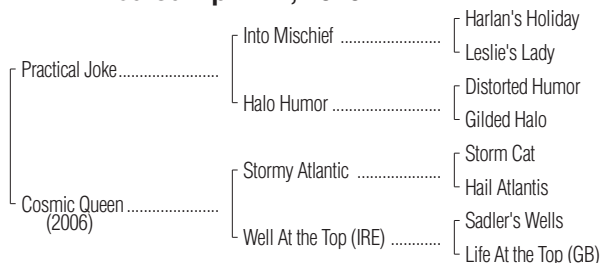 Harlan's Holiday
Into Mischief ........................
Leslie's Lady
Practical Joke........................
Distorted Humor
Halo Humor ..........................
Gilded Halo
Storm Cat
Stormy Atlantic ....................
Hail Atlantis
Cosmic Queen ......................
(2006)
Sadler's Wells
Well At the Top (IRE) ............
Life At the Top (GB)